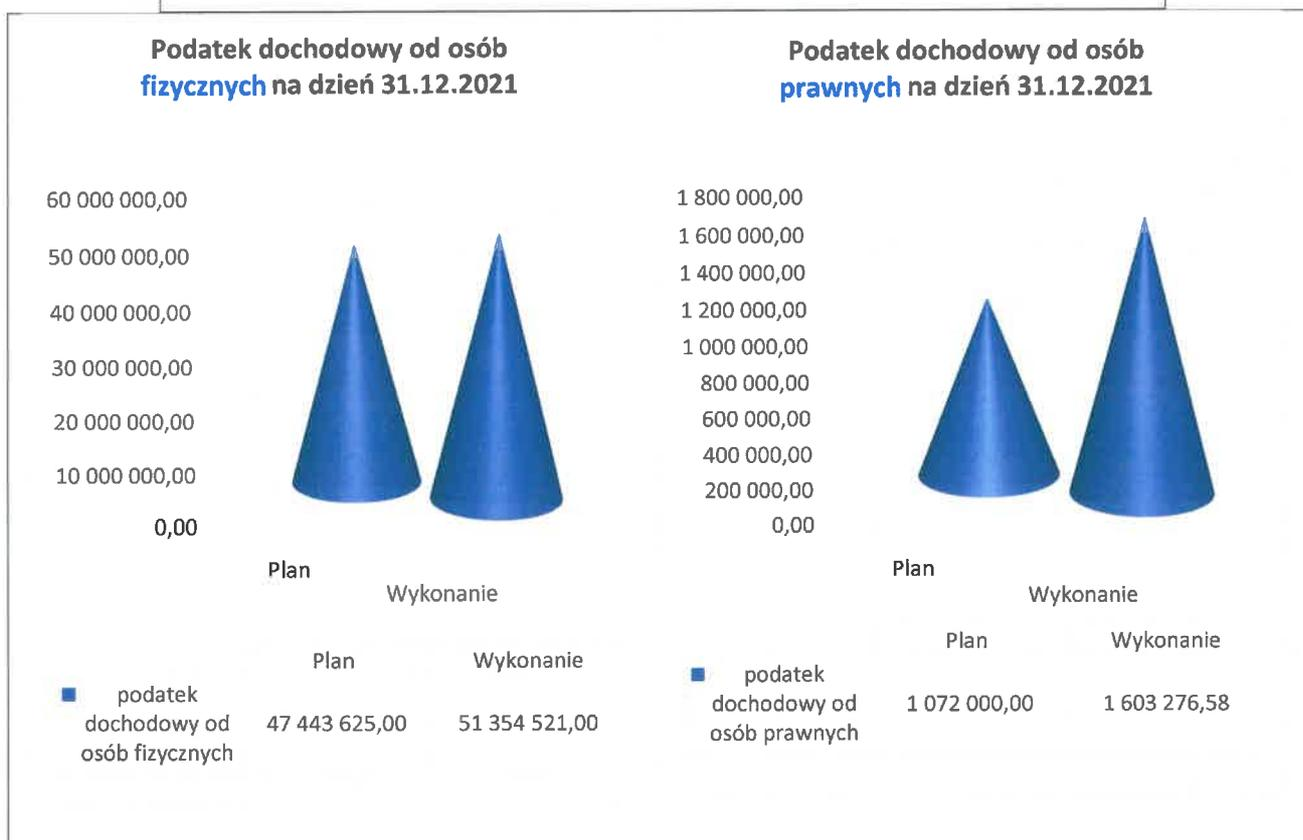 Podatek dochodowy od osób
fizycznych na dzień 31.12.2021
60 000 000,00
50 000 000,00
40 000 000,00
30 000 000,00
20 000 000,00
10 000 000,00
0,00
Plan
Wykonanie
Plan Wykonanie
podatek
dochodowy od
osób fizycznych
47 443 625,00 51 354 521,00
Podatek dochodowy od osób
prawnych na dzień 31.12.2021
1 800 000,00
1 600 000,00
1 400 000,00
1 200 000,00
1 000 000,00
800 000,00
600 000,00
400 000,00
200 000,00
0,00
Plan
Wykonanie
Plan Wykonanie
podatek
dochodowy od
osób prawnych
1 072 000,00 1 603 276,58